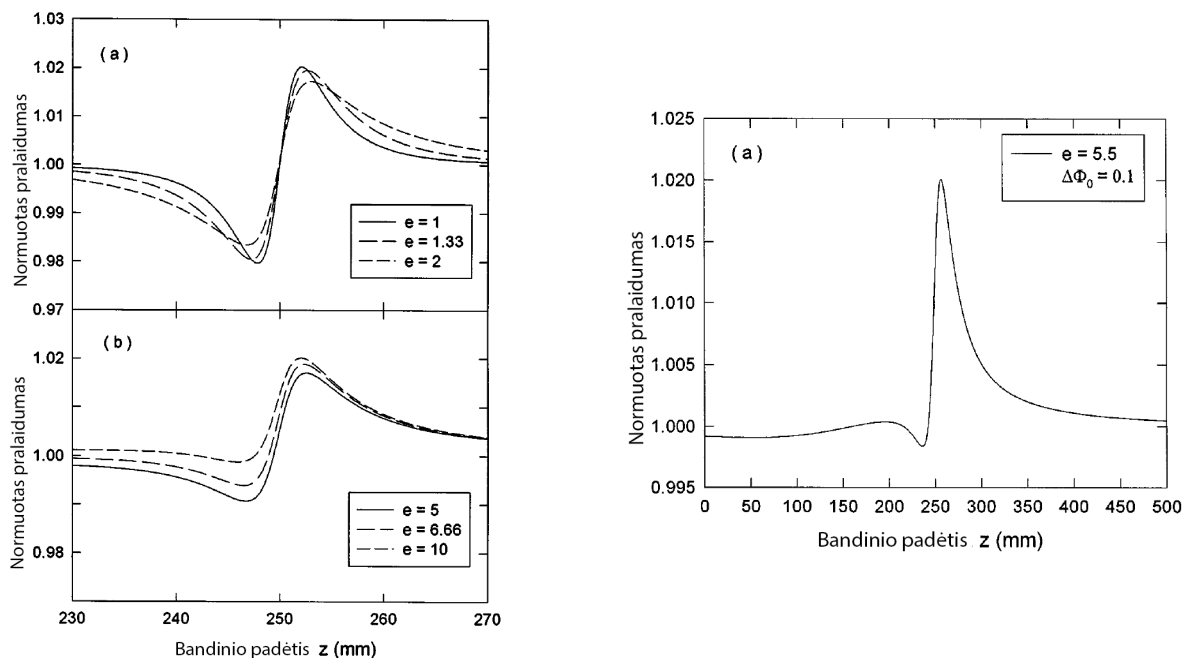 1.03
(a)
1.02
1.01
1.00
0.99
0.98
0.97
Normuotas pralaidumas
e = 1
e = 1.33
e = 2
(b)
1.02
1.00
0.98
Normuotas pralaidumas
e = 5
e = 6.66
e = 10
230 240 250 260 270
Bandinio padėtis z (mm)
1.025
(a)
e = 5.5
ΔΦ₀ = 0.1
1.020
1.015
1.010
1.005
1.000
0.995
Normuotas pralaidumas
0 50 100 150 200 250 300 350 400 450 500
Bandinio padėtis z (mm)